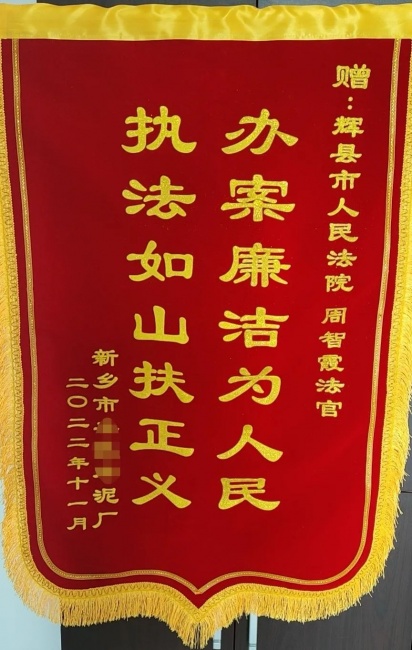 赠：辉县市人民法院 周智霞法官
办案廉洁为人民
执法如山扶正义
新乡市 泥厂
二〇二二年十一月